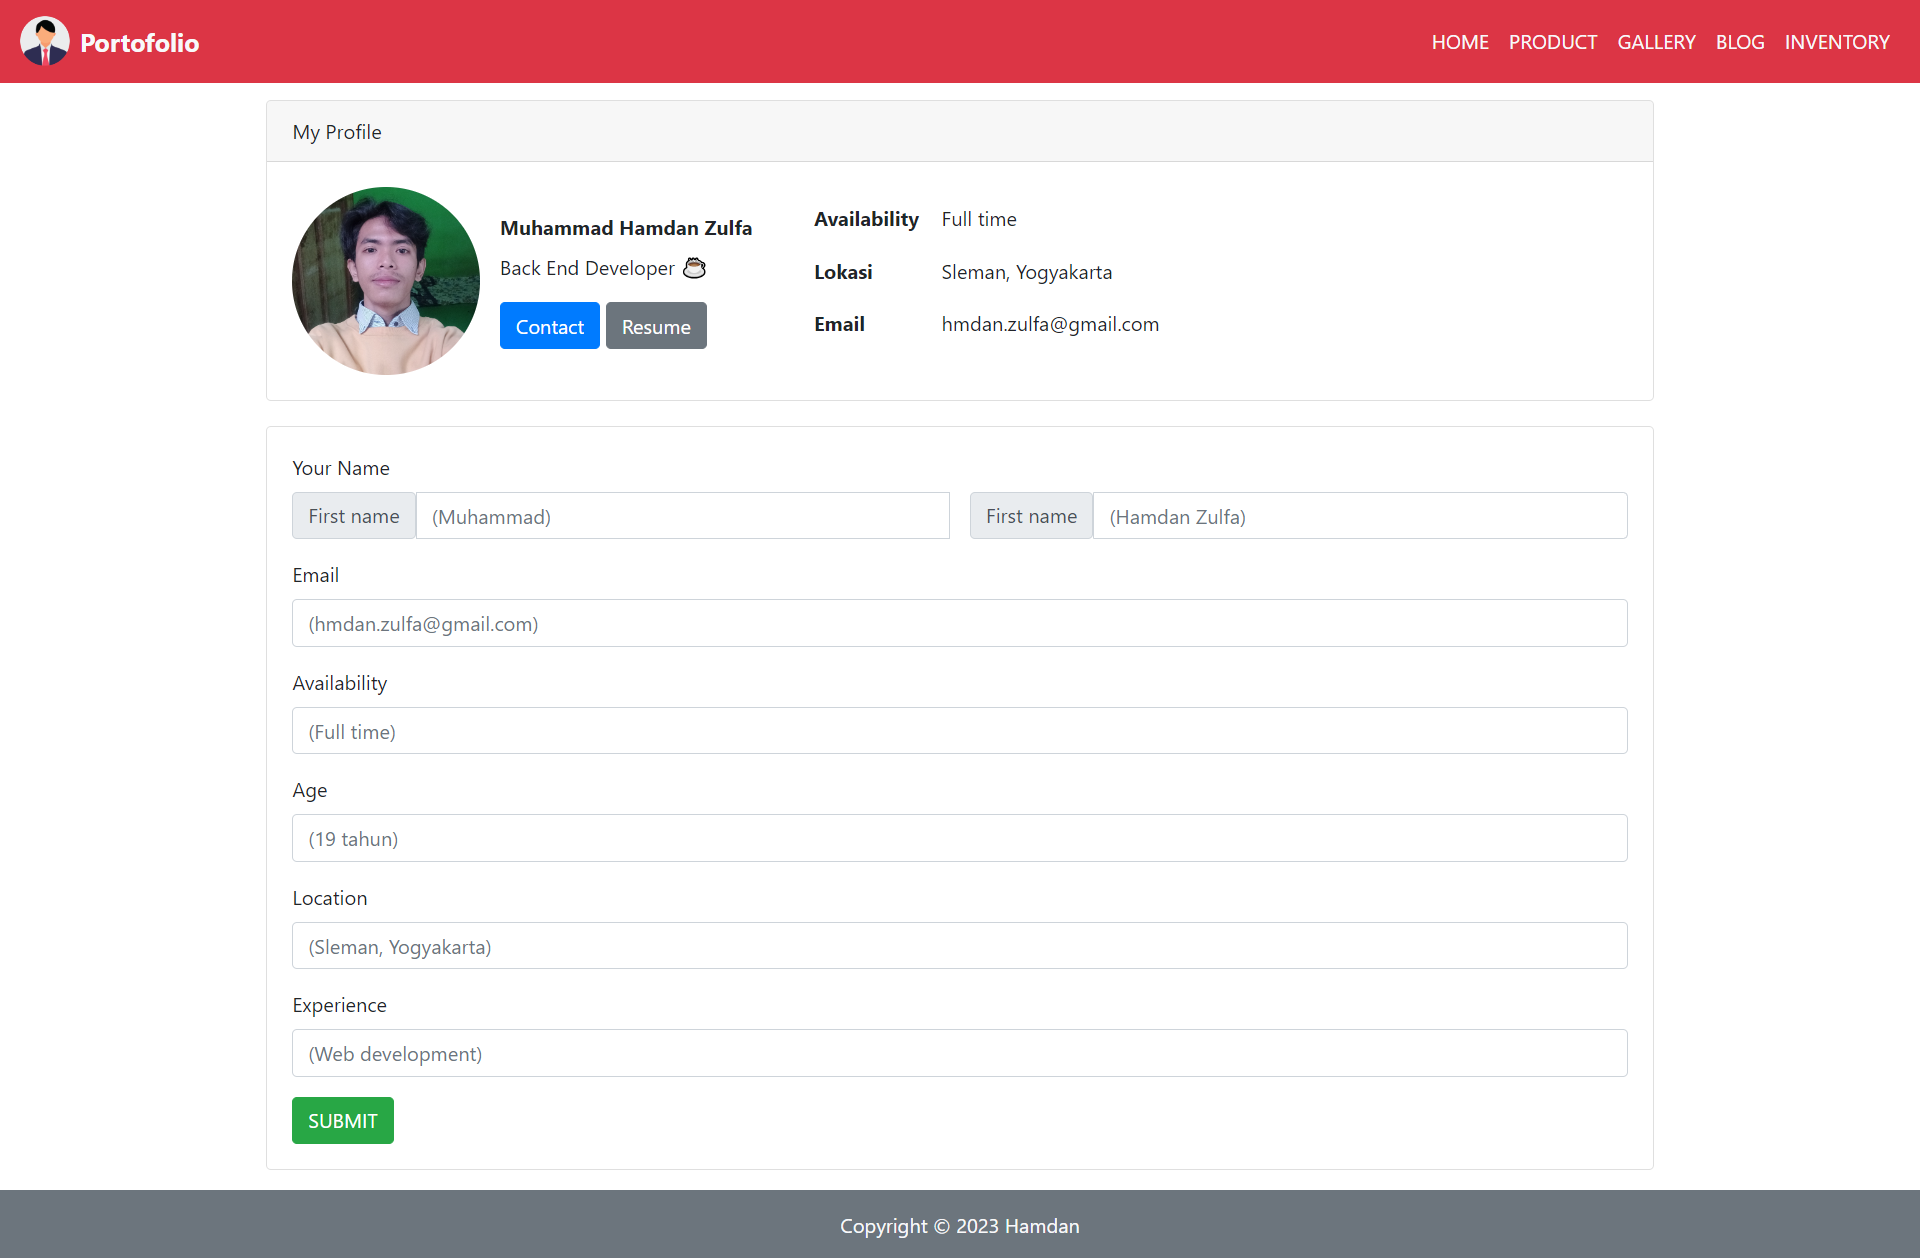 Portofolio
HOME PRODUCT GALLERY BLOG INVENTORY
My Profile
Muhammad Hamdan Zulfa
Back End Developer ☕
Contact Resume
Availability Full time
Lokasi Sleman, Yogyakarta
Email hmdan.zulfa@gmail.com
Your Name
First name (Muhammad) First name (Hamdan Zulfa)
Email
(hmdan.zulfa@gmail.com)
Availability
(Full time)
Age
(19 tahun)
Location
(Sleman, Yogyakarta)
Experience
(Web development)
SUBMIT
Copyright © 2023 Hamdan